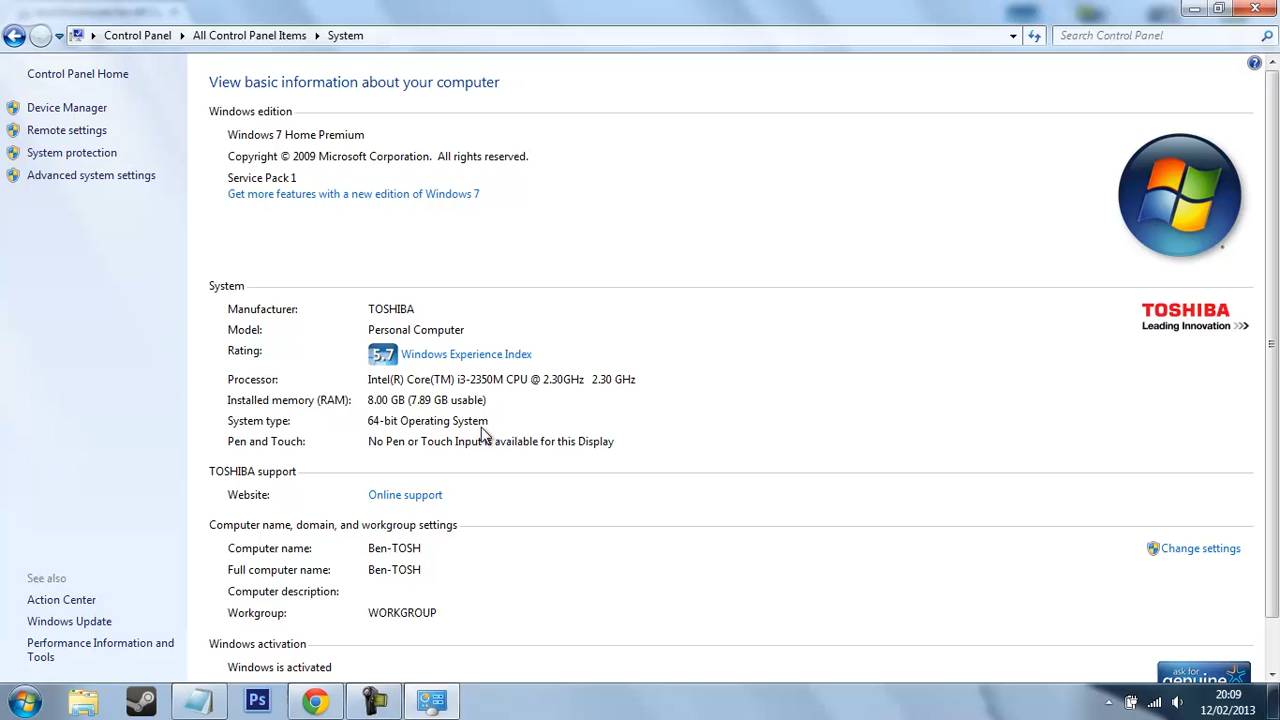 Control Panel
All Control Panel Items
System
Search Control Panel
Control Panel Home
Device Manager
Remote settings
System protection
Advanced system settings
View basic information about your computer
Windows edition
Windows 7 Home Premium
Copyright © 2009 Microsoft Corporation.  All rights reserved.
Service Pack 1
Get more features with a new edition of Windows 7
System
Manufacturer: TOSHIBA
Model: Personal Computer
Rating: 5.7 Windows Experience Index
Processor: Intel(R) Core(TM) i3-2350M CPU @ 2.30GHz   2.30 GHz
Installed memory (RAM): 8.00 GB (7.89 GB usable)
System type: 64-bit Operating System
Pen and Touch: No Pen or Touch Input is available for this Display
TOSHIBA
Leading Innovation >>>
TOSHIBA support
Website: Online support
Computer name, domain, and workgroup settings
Computer name: Ben-TOSH
Change settings
Full computer name: Ben-TOSH
Computer description:
Workgroup: WORKGROUP
Windows activation
Windows is activated
ask for
genuine
See also
Action Center
Windows Update
Performance Information and
Tools
Ps
20:09
12/02/2013